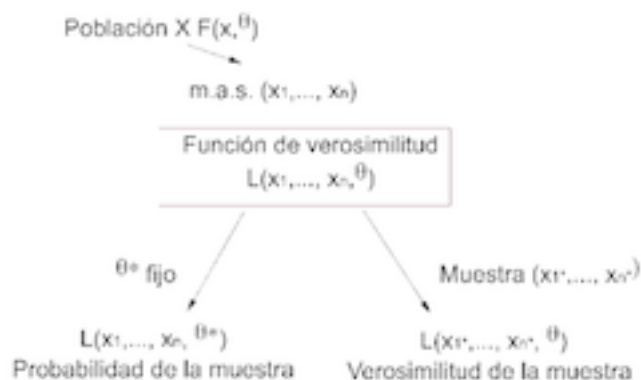 Población X F(x,θ)
m.a.s. (x₁,..., xₙ)
Función de verosimilitud
L(x₁,..., xₙ,θ)
θ* fijo
Muestra (x₁*,..., xₙ*)
L(x₁,..., xₙ, θ*)
L(x₁*,..., xₙ*, θ)
Probabilidad de la muestra
Verosimilitud de la muestra